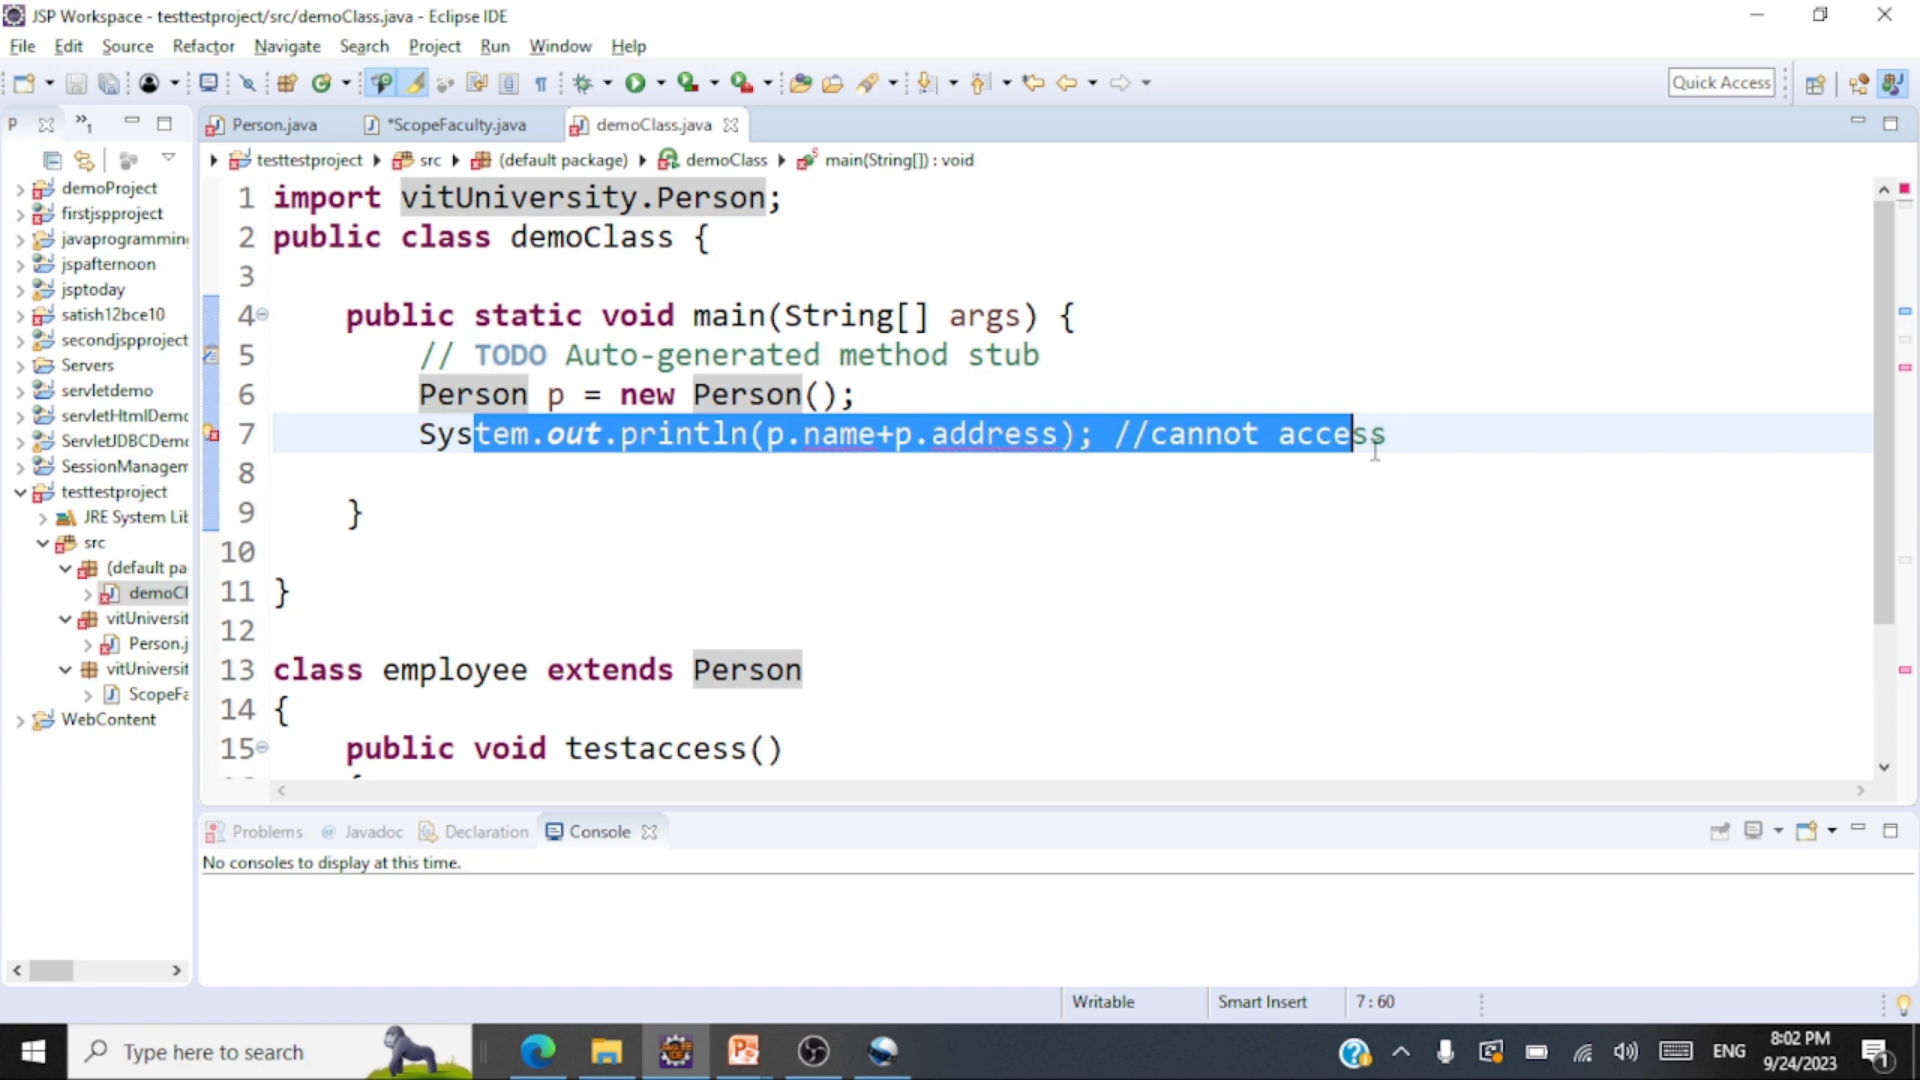 JSP Workspace - testtestproject/src/demoClass.java - Eclipse IDE
File Edit Source Refactor Navigate Search Project Run Window Help
Quick Access
P »1 Person.java *ScopeFaculty.java demoClass.java
testtestproject src (default package) demoClass main(String[]) : void
demoProject
firstjspproject
javaprogramming
jspafternoon
jsptoday
satish12bce10
secondjspproject
Servers
servletdemo
servletHtmlDemo
ServletJDBCDemo
SessionManagem
testtestproject
JRE System Lib
src
(default pa
demoCl
vitUniversit
Person.j
vitUniversit
ScopeFa
WebContent
1 import vitUniversity.Person;
2 public class demoClass {
3
4 public static void main(String[] args) {
5 // TODO Auto-generated method stub
6 Person p = new Person();
7 System.out.println(p.name+p.address); //cannot access
8
9 }
10
11 }
12
13 class employee extends Person
14 {
15 public void testaccess()
Problems @ Javadoc Declaration Console
No consoles to display at this time.
Writable Smart Insert 7 : 60
Type here to search
ENG
8:02 PM
9/24/2023
1